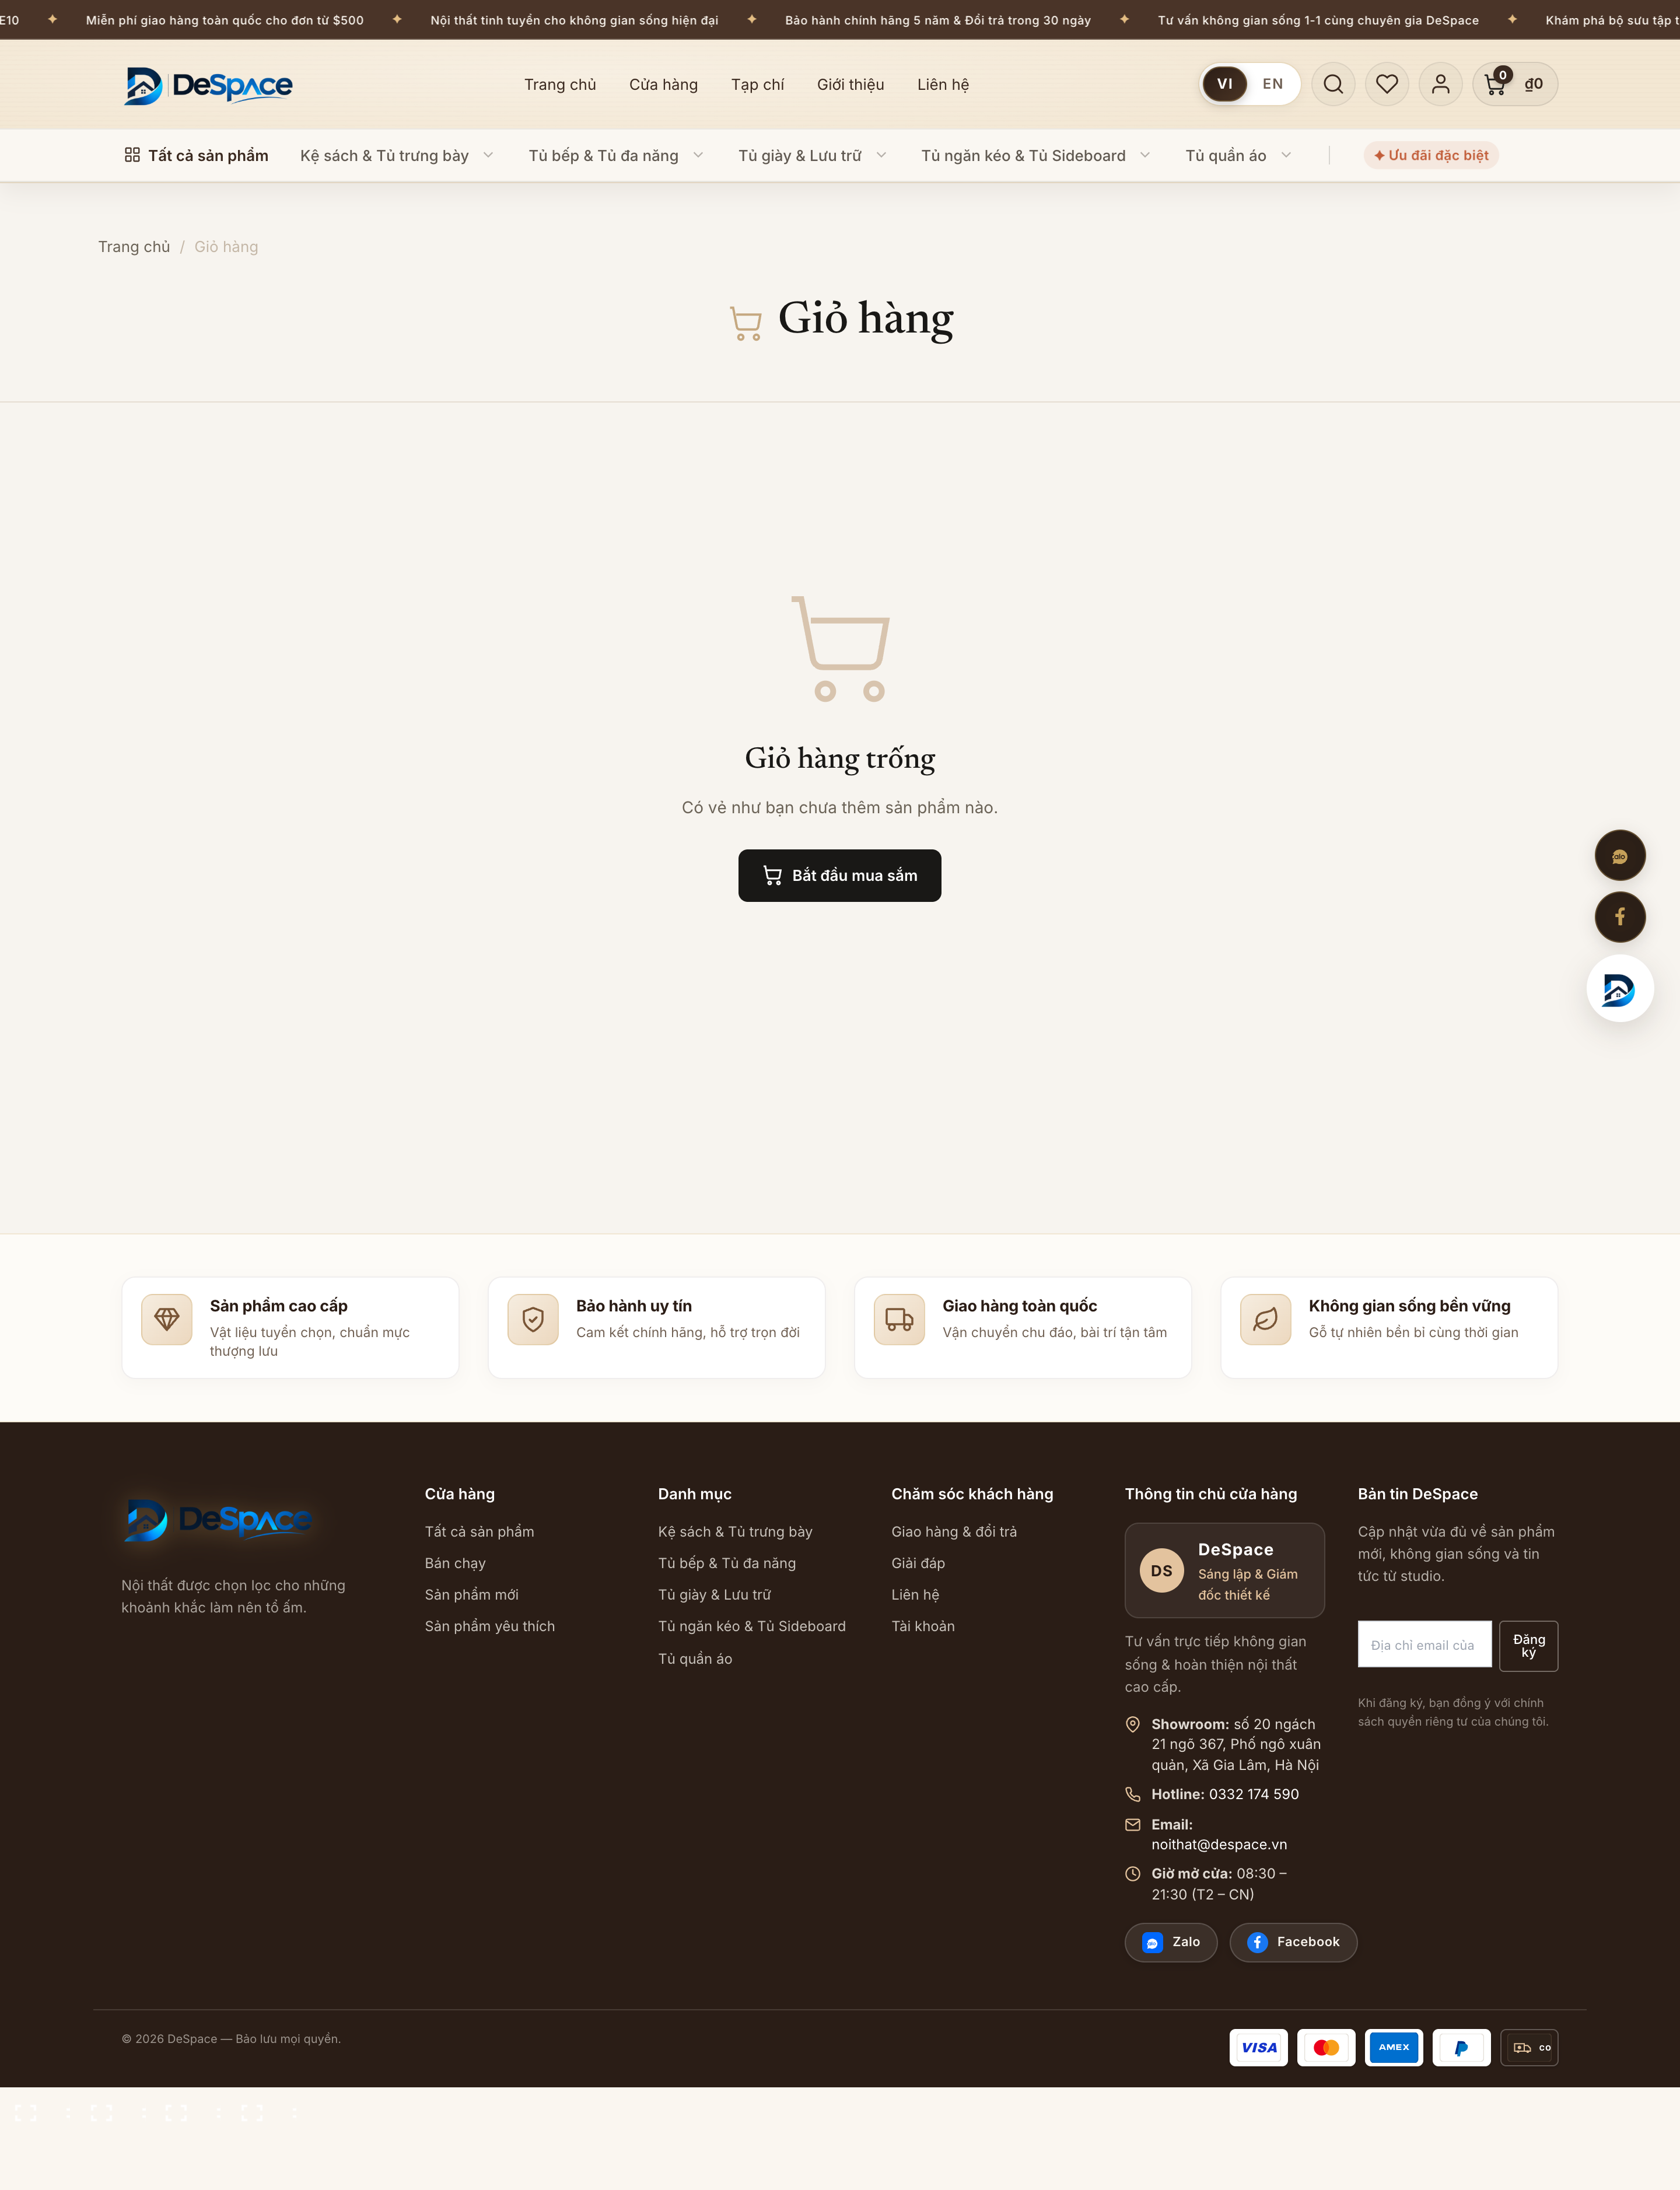 E10 ✦ Miễn phí giao hàng toàn quốc cho đơn từ $500 ✦ Nội thất tinh tuyển cho không gian sống hiện đại ✦ Bảo hành chính hãng 5 năm & Đổi trả trong 30 ngày ✦ Tư vấn không gian sống 1-1 cùng chuyên gia DeSpace ✦ Khám phá bộ sưu tập
DeSpace
Trang chủ Cửa hàng Tạp chí Giới thiệu Liên hệ
VI EN
0
₫0
Tất cả sản phẩm Kệ sách & Tủ trưng bày Tủ bếp & Tủ đa năng Tủ giày & Lưu trữ Tủ ngăn kéo & Tủ Sideboard Tủ quần áo ✦ Ưu đãi đặc biệt
Trang chủ / Giỏ hàng
Giỏ hàng
Giỏ hàng trống
Có vẻ như bạn chưa thêm sản phẩm nào.
Bắt đầu mua sắm
Sản phẩm cao cấp
Vật liệu tuyển chọn, chuẩn mực
thượng lưu
Bảo hành uy tín
Cam kết chính hãng, hỗ trợ trọn đời
Giao hàng toàn quốc
Vận chuyển chu đáo, bài trí tận tâm
Không gian sống bền vững
Gỗ tự nhiên bền bỉ cùng thời gian
DeSpace
Nội thất được chọn lọc cho những
khoảnh khắc làm nên tổ ấm.
Cửa hàng
Tất cả sản phẩm
Bán chạy
Sản phẩm mới
Sản phẩm yêu thích
Danh mục
Kệ sách & Tủ trưng bày
Tủ bếp & Tủ đa năng
Tủ giày & Lưu trữ
Tủ ngăn kéo & Tủ Sideboard
Tủ quần áo
Chăm sóc khách hàng
Giao hàng & đổi trả
Giải đáp
Liên hệ
Tài khoản
Thông tin chủ cửa hàng
DS
DeSpace
Sáng lập & Giám
đốc thiết kế
Tư vấn trực tiếp không gian
sống & hoàn thiện nội thất
cao cấp.
Showroom: số 20 ngách
21 ngõ 367, Phố ngô xuân
quản, Xã Gia Lâm, Hà Nội
Hotline: 0332 174 590
Email:
noithat@despace.vn
Giờ mở cửa: 08:30 –
21:30 (T2 – CN)
Zalo
Facebook
Bản tin DeSpace
Cập nhật vừa đủ về sản phẩm
mới, không gian sống và tin
tức từ studio.
Địa chỉ email của
Đăng
ký
Khi đăng ký, bạn đồng ý với chính
sách quyền riêng tư của chúng tôi.
© 2026 DeSpace — Bảo lưu mọi quyền.
VISA
AMEX
CO